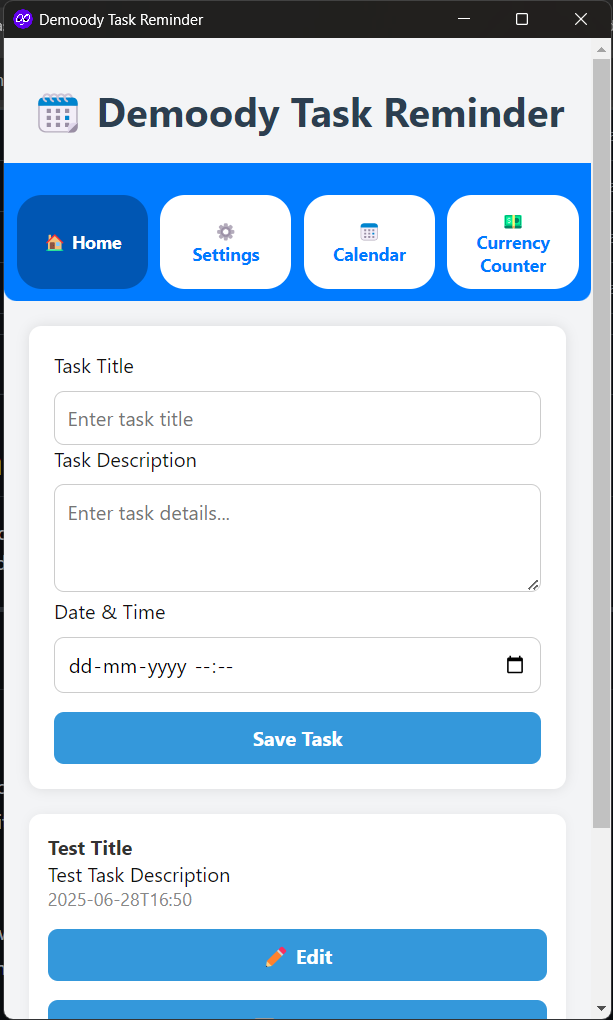 Demoody Task Reminder
Demoody Task Reminder
Home
Settings
Calendar
Currency
Counter
Task Title
Enter task title
Task Description
Enter task details...
Date & Time
dd-mm-yyyy --:--
Save Task
Test Title
Test Task Description
2025-06-28T16:50
Edit